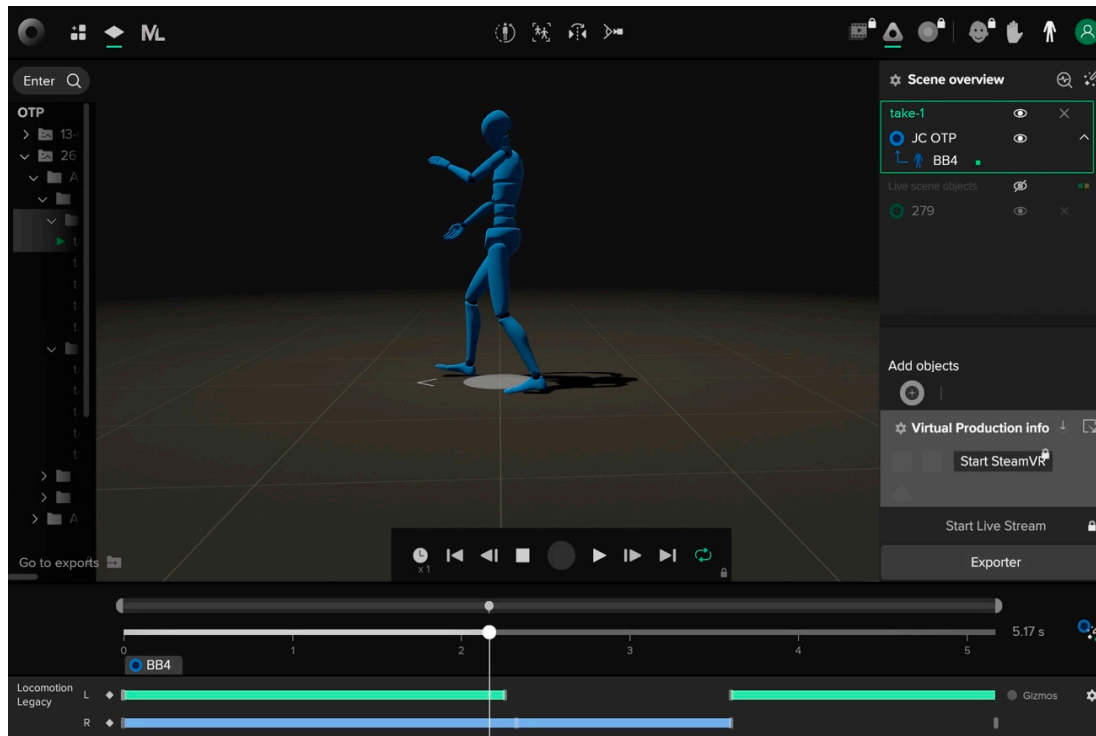 ML
Enter
OTP
13-
26
A
A
Go to exports
x1
Scene overview
take-1
JC OTP
BB4
Live scene objects
279
Add objects
Virtual Production info
Start SteamVR
Start Live Stream
Exporter
5.17 s
0 1 2 3 4 5
BB4
Locomotion
Legacy
L
Gizmos
R